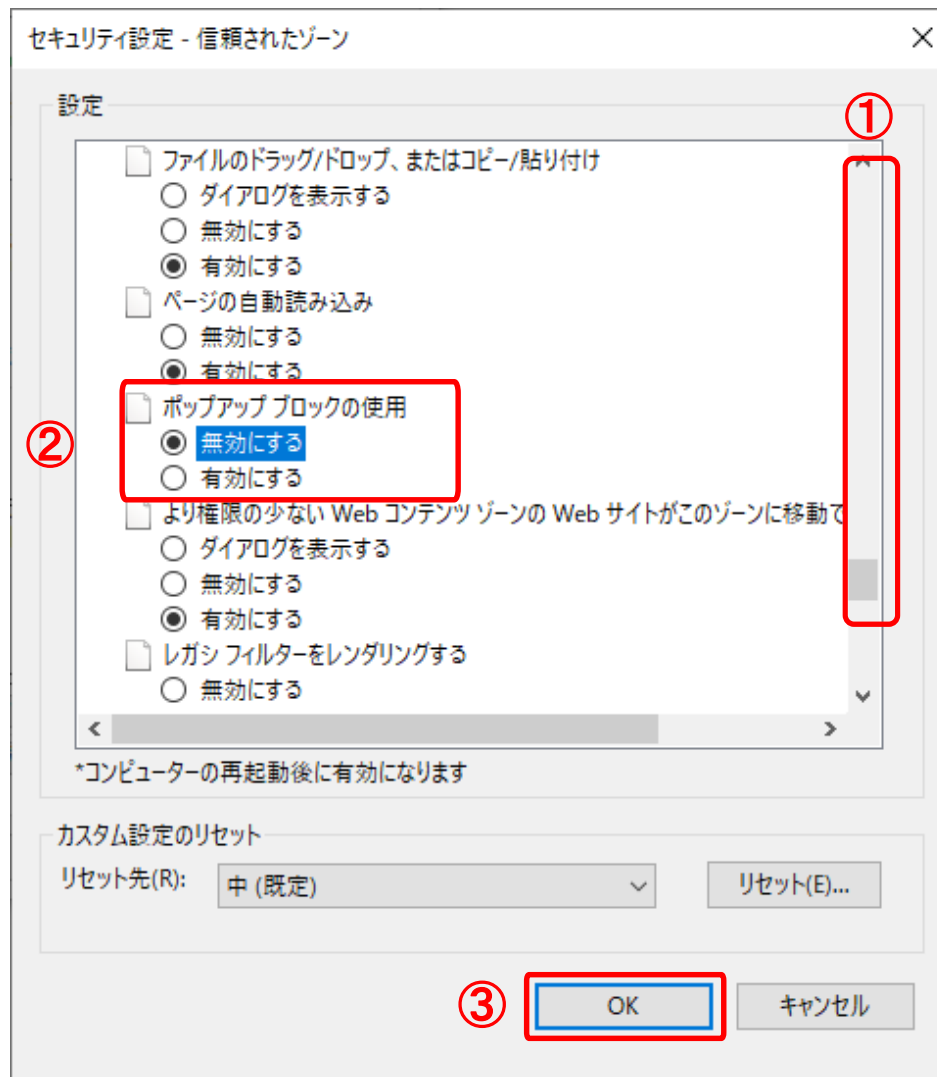 セキュリティ設定 - 信頼されたゾーン
設定
①
ファイルのドラッグ/ドロップ、またはコピー/貼り付け
ダイアログを表示する
無効にする
有効にする
ページの自動読み込み
無効にする
有効にする
ポップアップ ブロックの使用
②
無効にする
有効にする
より権限の少ない Web コンテンツ ゾーンの Web サイトがこのゾーンに移動で
ダイアログを表示する
無効にする
有効にする
レガシ フィルターをレンダリングする
無効にする
*コンピューターの再起動後に有効になります
カスタム設定のリセット
リセット先(R): 中 (既定) リセット(E)...
③ OK キャンセル